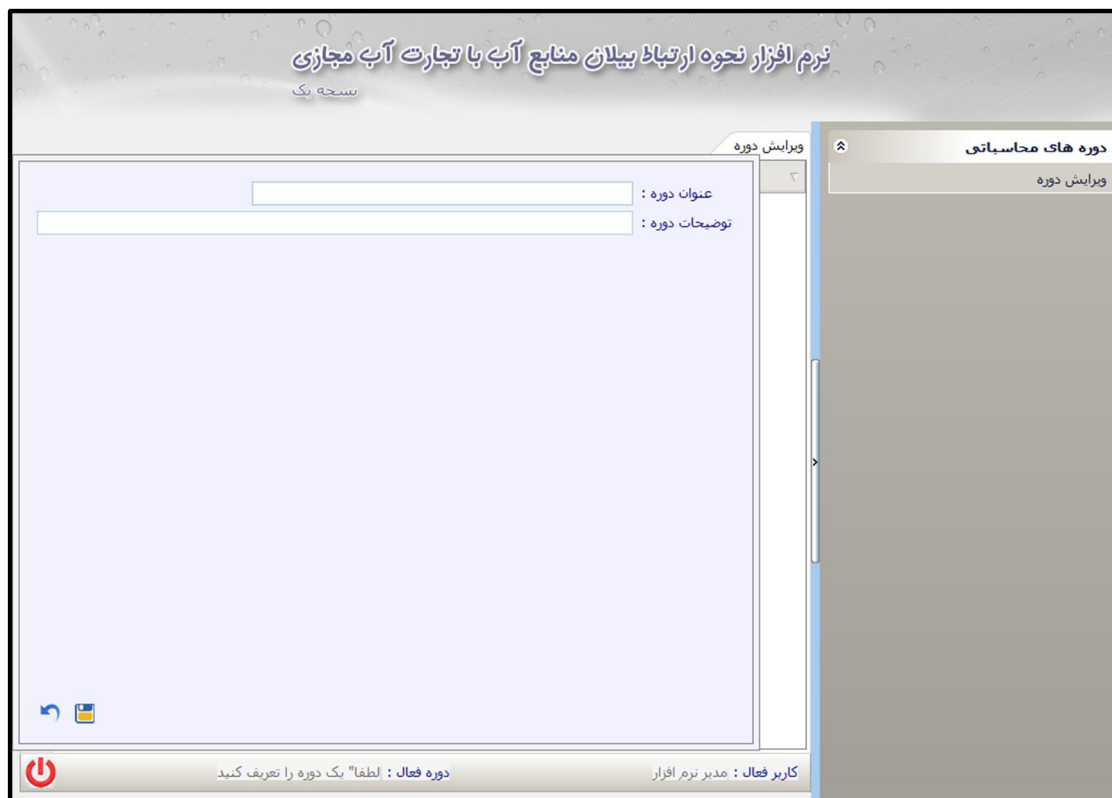 نرم افزار نحوه ارتباط بیلان منابع آب با تجارت آب مجازی
نسخه یک
دوره های محاسباتی
ویرایش دوره
ویرایش دوره
عنوان دوره :
توضیحات دوره :
کاربر فعال : مدیر نرم افزار
دوره فعال : لطفا" یک دوره را تعریف کنید